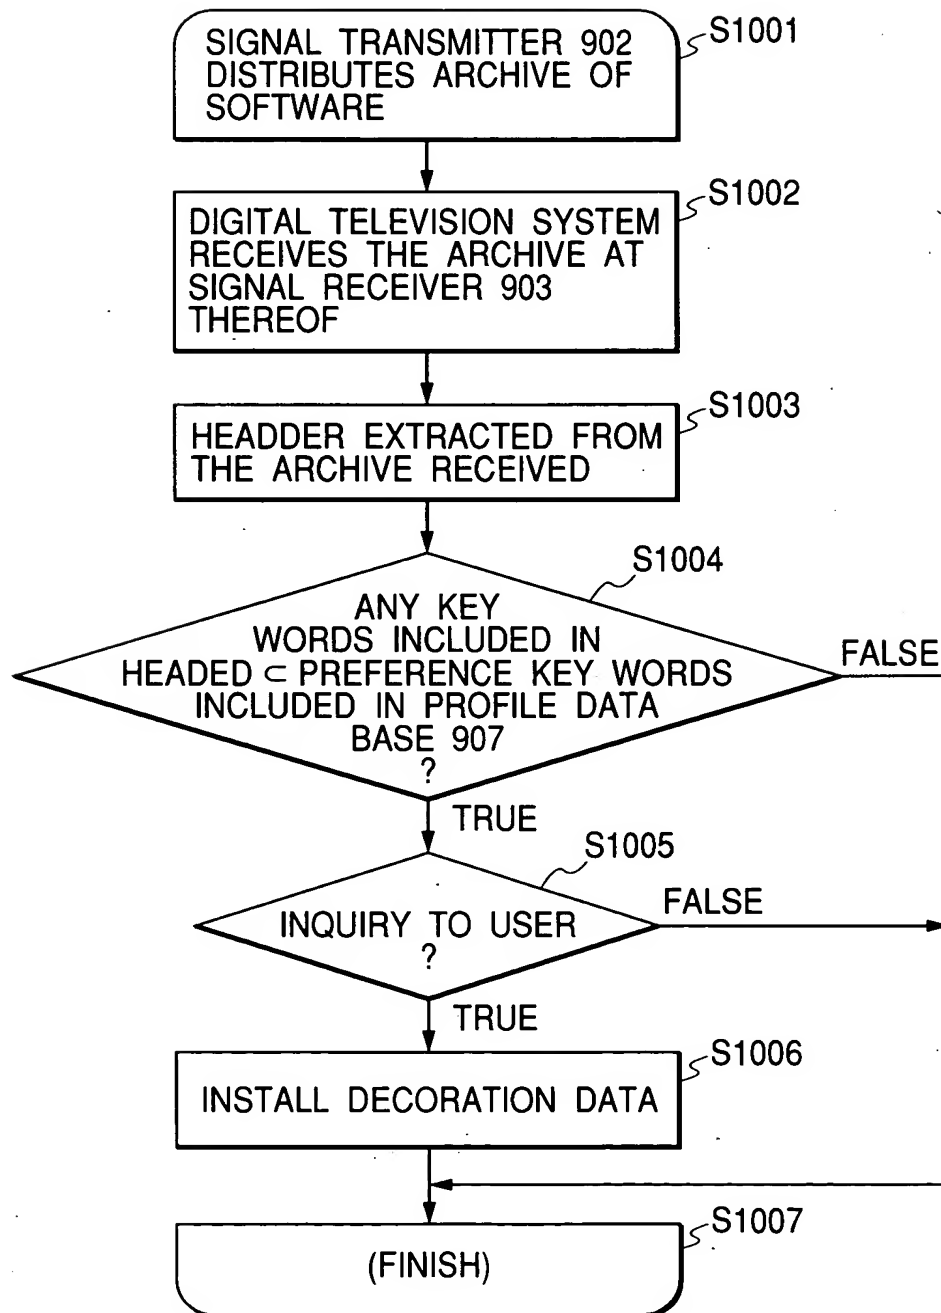 SIGNAL TRANSMITTER 902
DISTRIBUTES ARCHIVE OF
SOFTWARE
S1001
DIGITAL TELEVISION SYSTEM
RECEIVES THE ARCHIVE AT
SIGNAL RECEIVER 903
THEREOF
S1002
HEADDER EXTRACTED FROM
THE ARCHIVE RECEIVED
S1003
S1004
ANY KEY
WORDS INCLUDED IN
HEADED ⊂ PREFERENCE KEY WORDS
INCLUDED IN PROFILE DATA
BASE 907
?
FALSE
TRUE
S1005
INQUIRY TO USER
?
FALSE
TRUE
INSTALL DECORATION DATA
S1006
(FINISH)
S1007